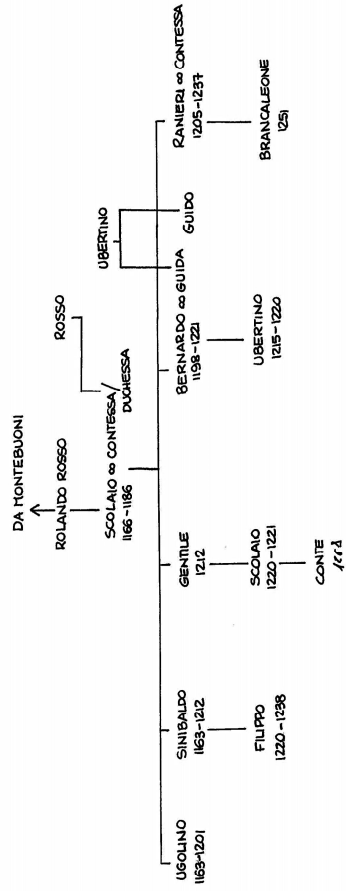 DA MONTEBUONI
ROLANDO ROSSO
ROSSO
SCOLAIO ∞ CONTESSA /
1166-1186 DUCHESSA
UBERTINO
UGOLINO
1163-1201
SINIBALDO
1163-1212
GENTILE
1212
BERNARDO ∞ GUIDA
1198-1221
GUIDO
RANIERI ∞ CONTESSA
1205-1237
FILIPPO
1220-1238
SCOLAIO
1220-1221
UBERTINO
1215-1220
BRANCALEONE
1251
CONTE